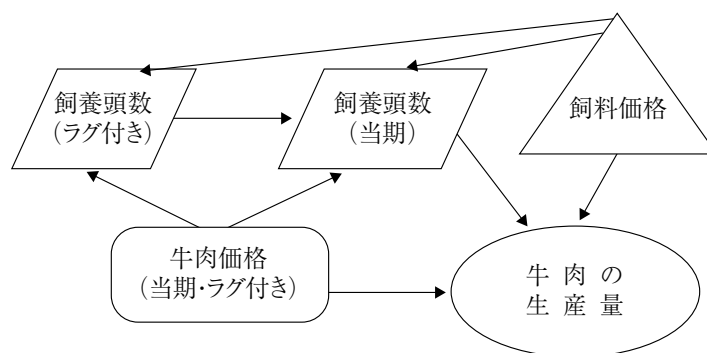 飼養頭数
(ラグ付き)
飼養頭数
(当期)
飼料価格
牛肉価格
(当期・ラグ付き)
牛肉の
生産量